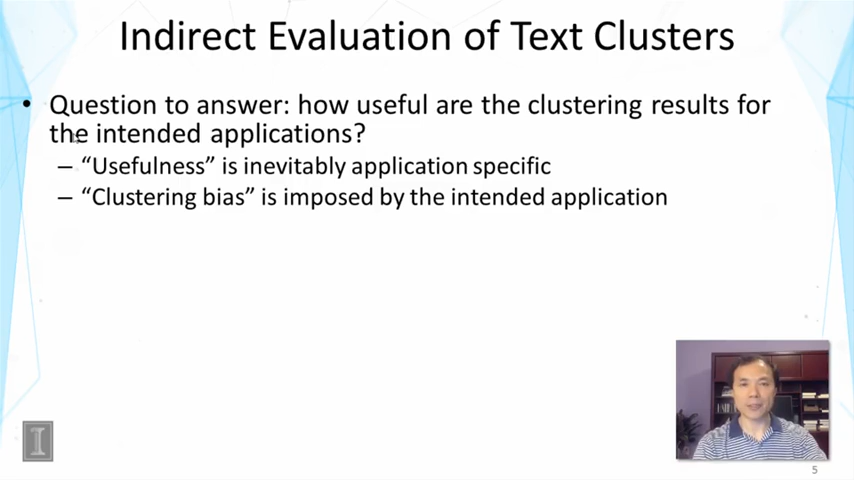 Indirect Evaluation of Text Clusters
• Question to answer: how useful are the clustering results for
the intended applications?
– “Usefulness” is inevitably application specific
– “Clustering bias” is imposed by the intended application
I
5